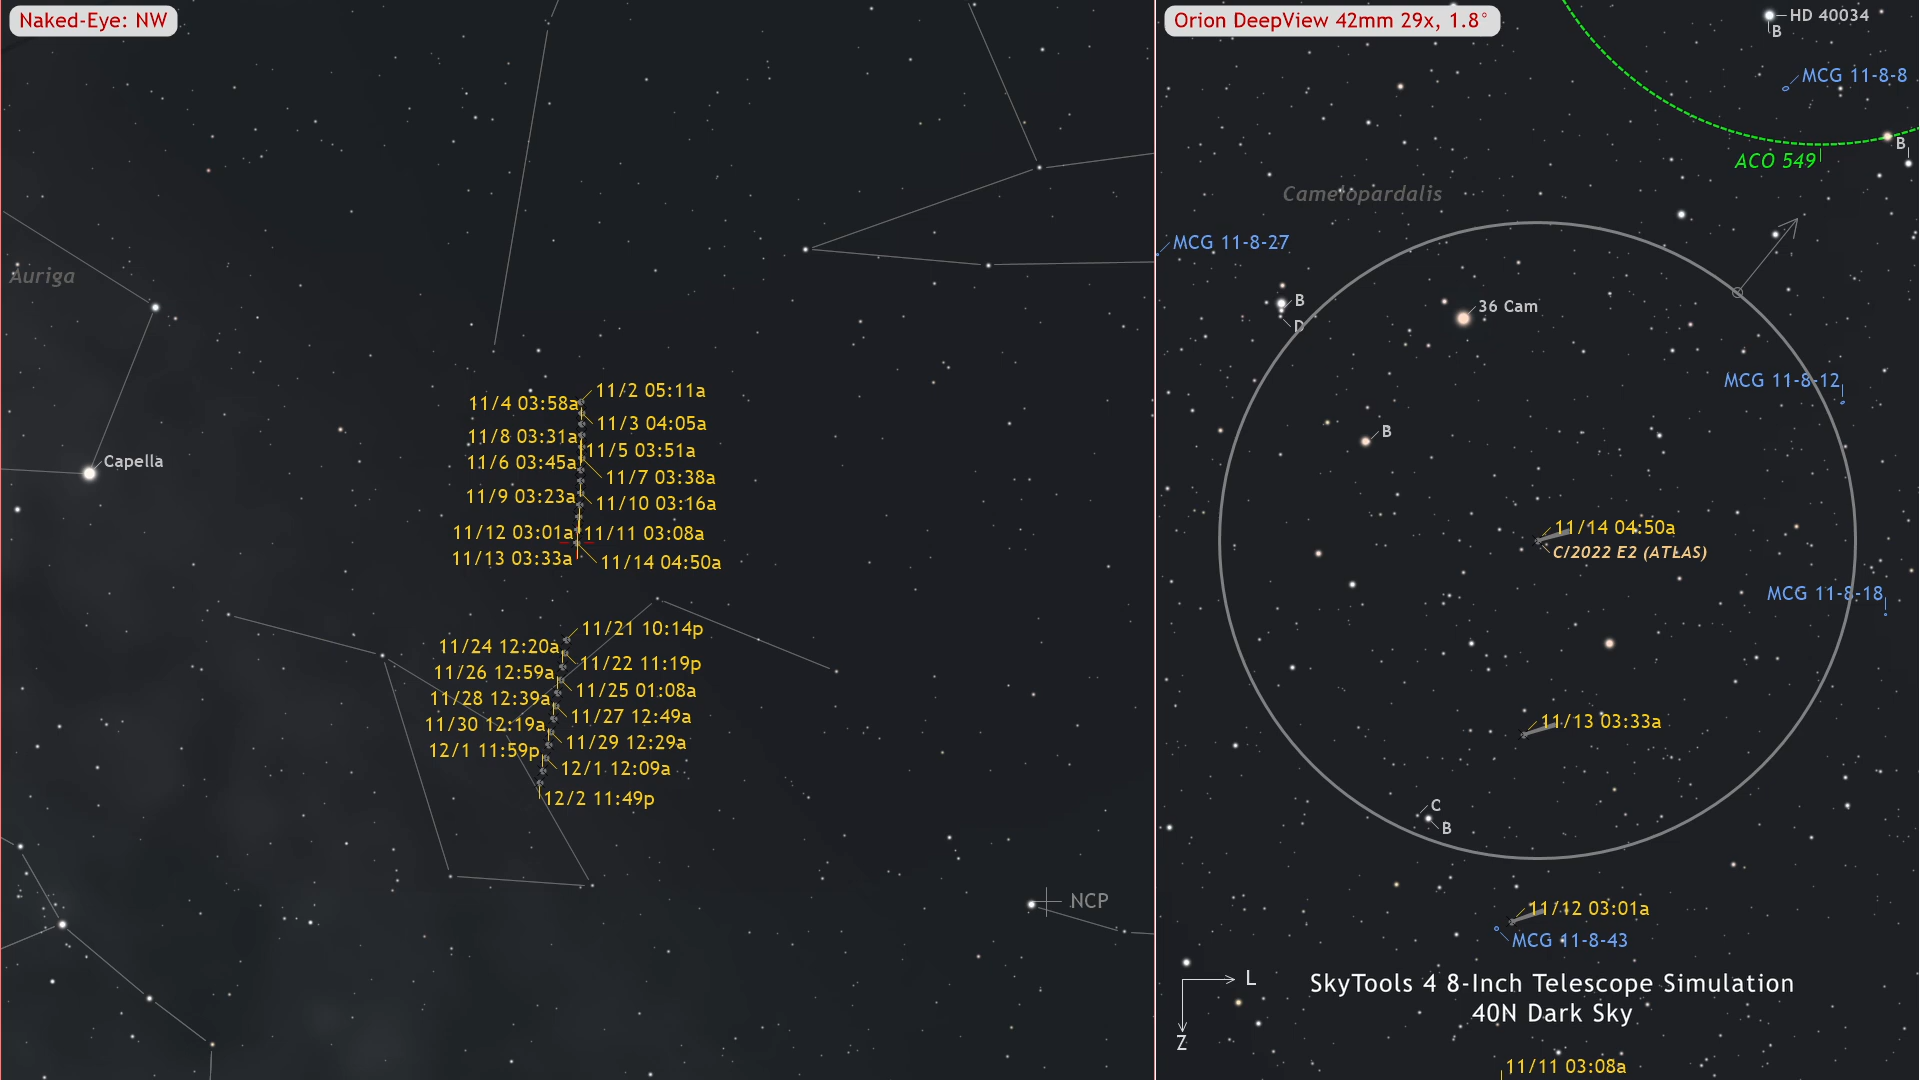 Naked-Eye: NW
Auriga
Capella
11/2 05:11a
11/4 03:58a
11/3 04:05a
11/8 03:31a
11/5 03:51a
11/6 03:45a
11/7 03:38a
11/9 03:23a
11/10 03:16a
11/12 03:01a
11/11 03:08a
11/13 03:33a
11/14 04:50a
11/21 10:14p
11/24 12:20a
11/22 11:19p
11/26 12:59a
11/25 01:08a
11/28 12:39a
11/27 12:49a
11/30 12:19a
11/29 12:29a
12/1 11:59p
12/1 12:09a
12/2 11:49p
NCP
Orion DeepView 42mm 29x, 1.8°
HD 40034
B
MCG 11-8-8
B
ACO 549
Camelopardalis
MCG 11-8-27
B
D
36 Cam
MCG 11-8-12
B
11/14 04:50a
C/2022 E2 (ATLAS)
MCG 11-8-18
11/13 03:33a
C
B
11/12 03:01a
MCG 11-8-43
L
Z
SkyTools 4 8-Inch Telescope Simulation
40N Dark Sky
11/11 03:08a